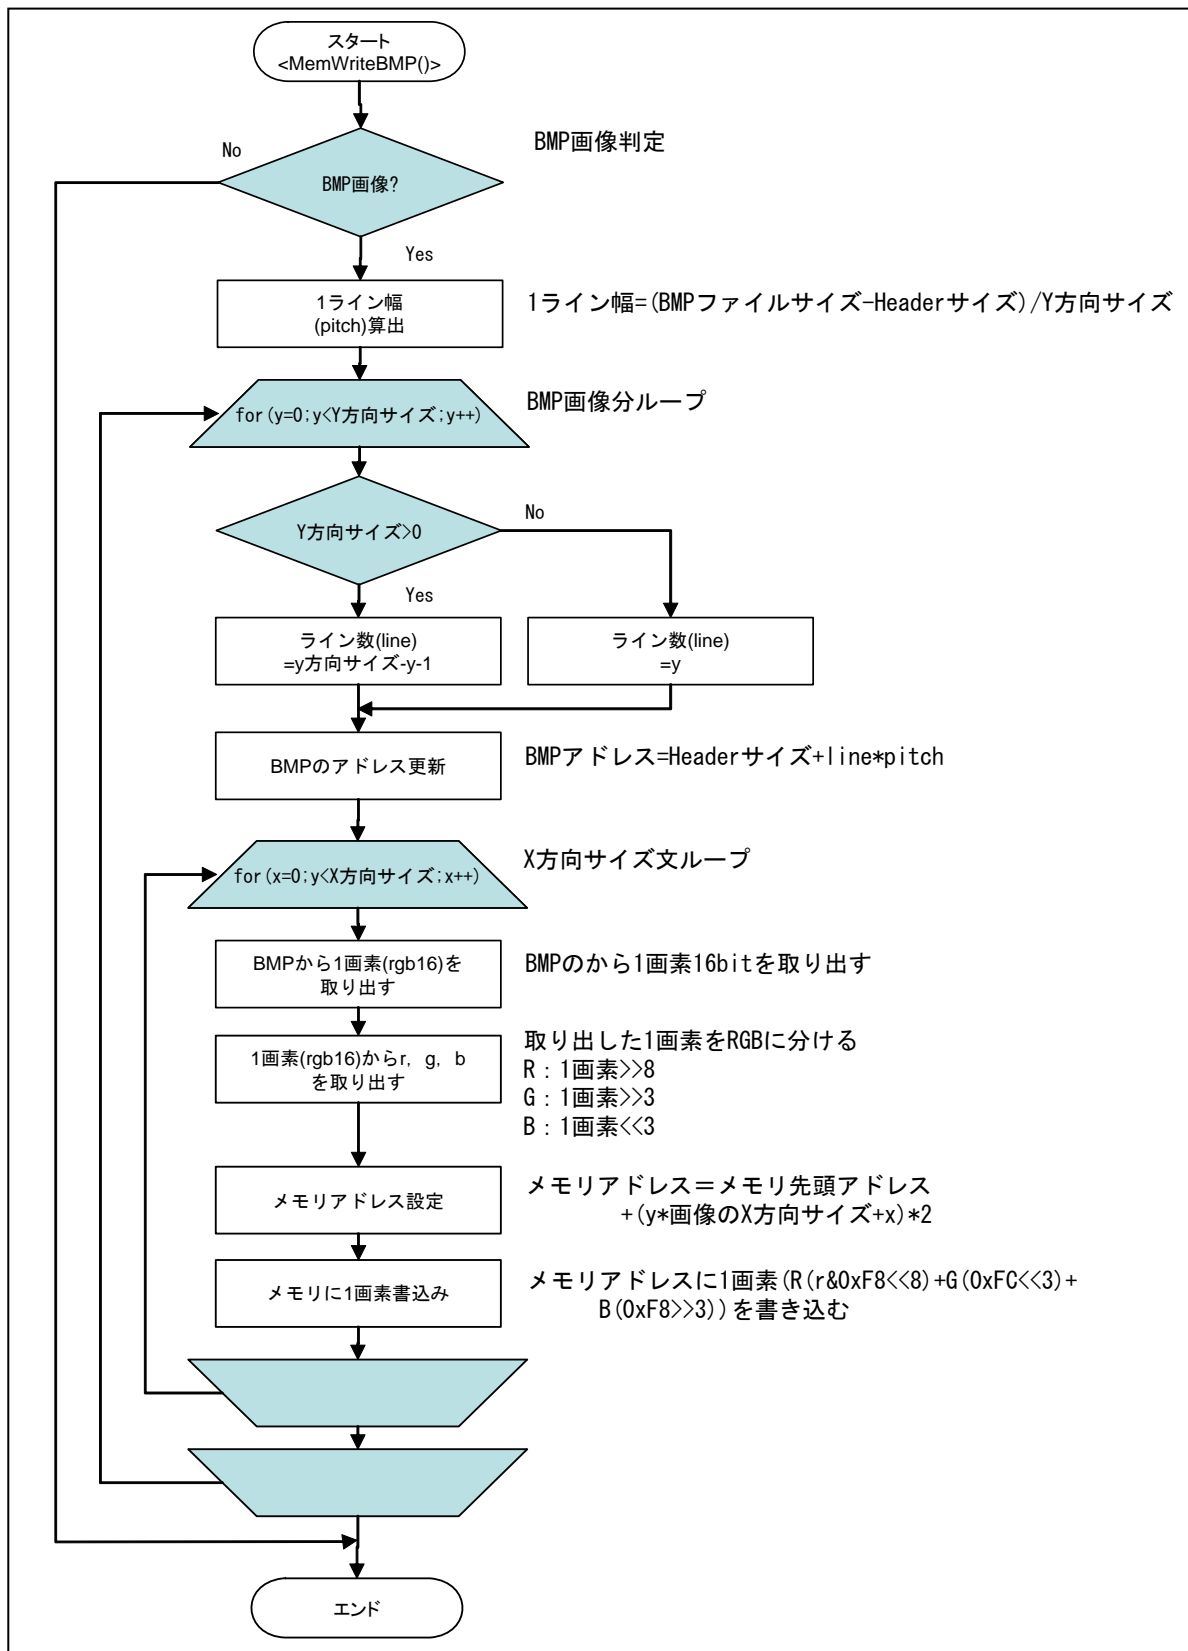 スタート
<MemWriteBMP()>
No
BMP画像?
BMP画像判定
Yes
1ライン幅
(pitch)算出
1ライン幅=(BMPファイルサイズ-Headerサイズ)/Y方向サイズ
for(y=0;y<Y方向サイズ;y++)
BMP画像分ループ
Y方向サイズ>0
No
Yes
ライン数(line)
=y方向サイズ-y-1
ライン数(line)
=y
BMPのアドレス更新
BMPアドレス=Headerサイズ+line*pitch
for(x=0;y<X方向サイズ;x++)
X方向サイズ文ループ
BMPから1画素(rgb16)を
取り出す
BMPのから1画素16bitを取り出す
1画素(rgb16)からr, g, b
を取り出す
取り出した1画素をRGBに分ける
R：1画素>>8
G：1画素>>3
B：1画素<<3
メモリアドレス設定
メモリアドレス＝メモリ先頭アドレス
+(y*画像のX方向サイズ+x)*2
メモリに1画素書込み
メモリアドレスに1画素(R(r&0xF8<<8)+G(0xFC<<3)+
B(0xF8>>3))を書き込む
エンド